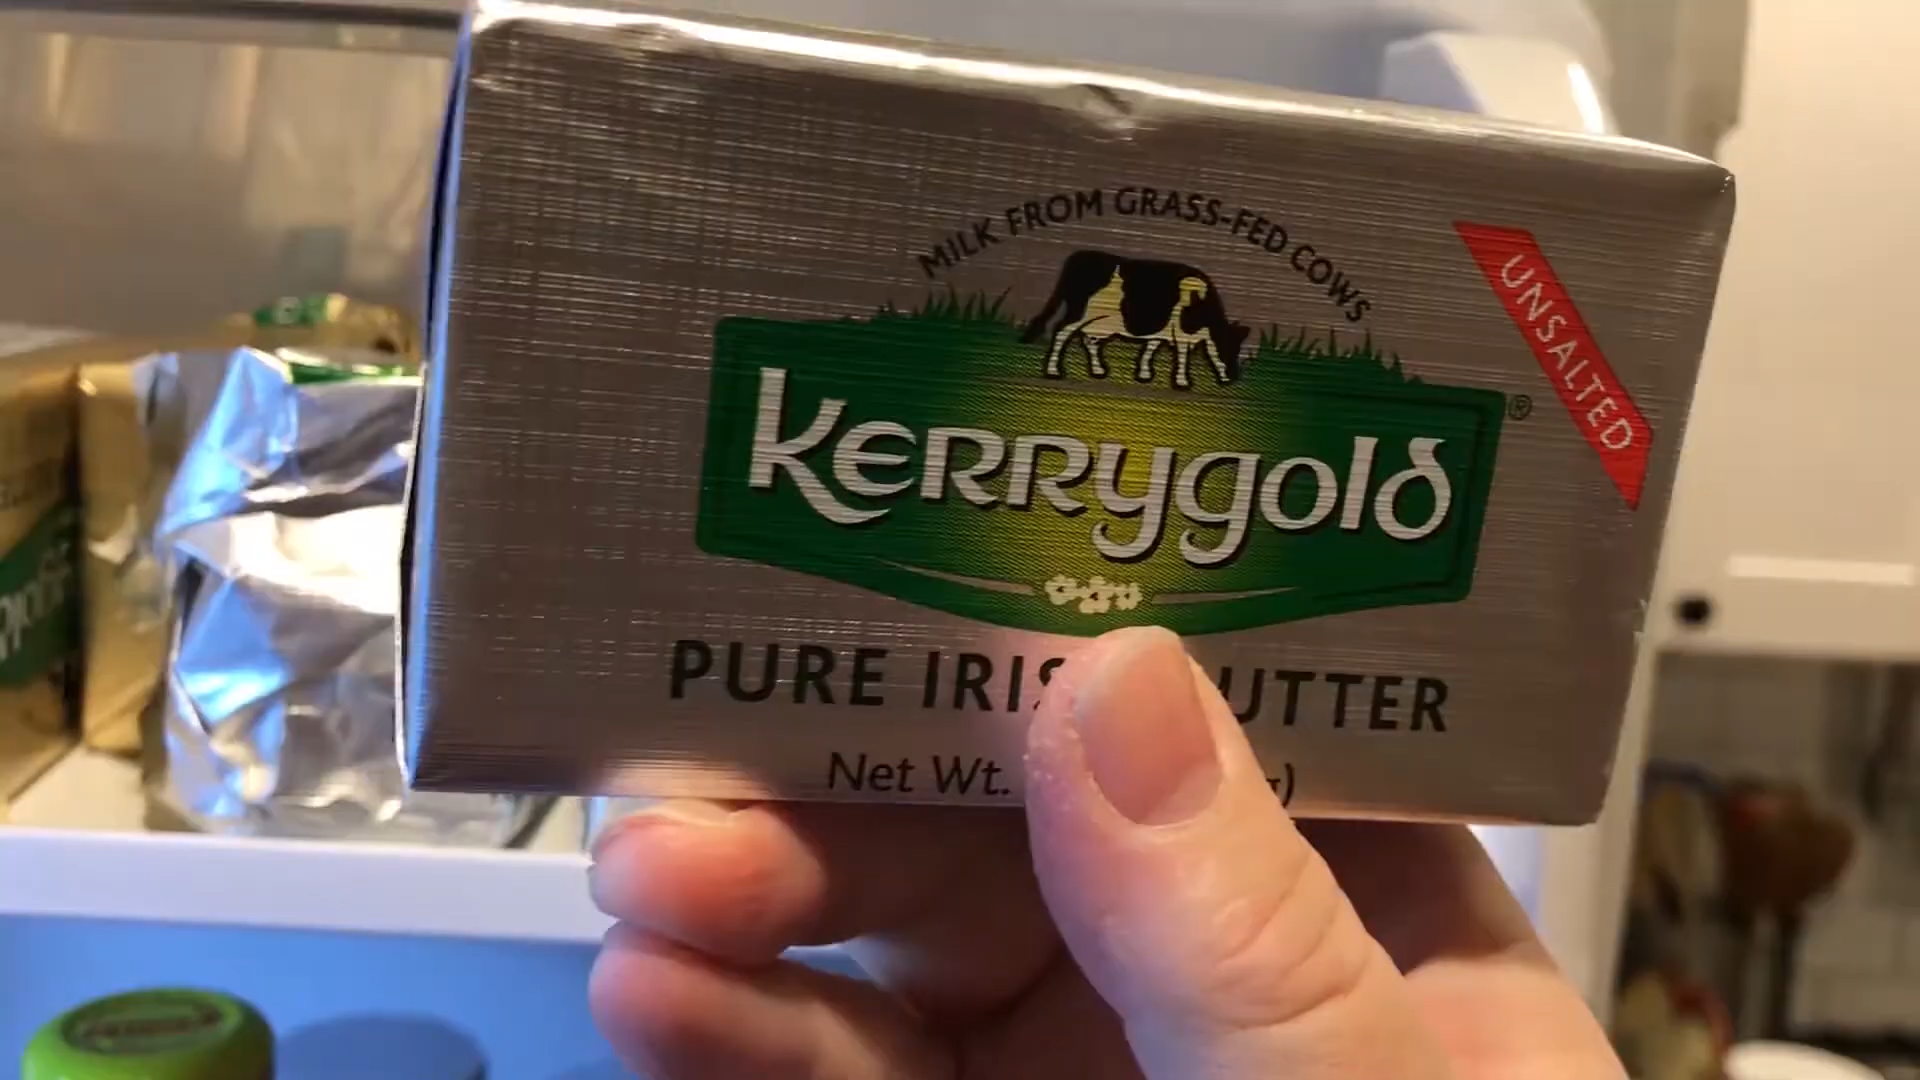 MILK FROM GRASS-FED COWS
UNSALTED
Kerrygold®
PURE IRIS UTTER
Net Wt. g)